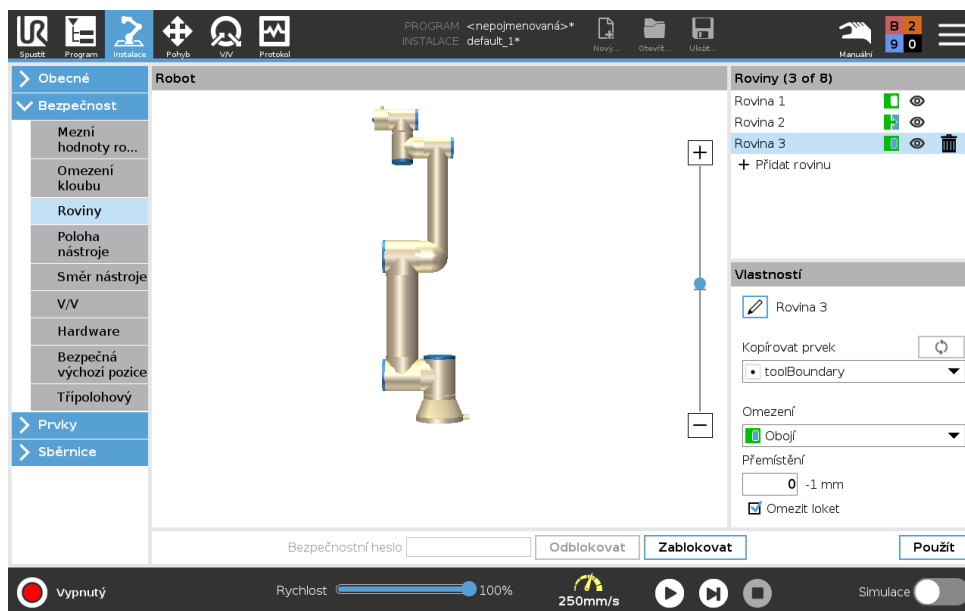 PROGRAM <nepojmenovaná>*
INSTALACE default_1*
Spustit
Program
Instalace
Pohyb
V/V
Protokol
Nový...
Otevřít...
Uložit...
Manuální
B 2
9 0
Obecné
Bezpečnost
Mezní
hodnoty ro...
Omezení
kloubu
Roviny
Poloha
nástroje
Směr nástroje
V/V
Hardware
Bezpečná
výchozí pozice
Třípolohový
Prvky
Sběrnice
Robot
Roviny (3 of 8)
Rovina 1
Rovina 2
Rovina 3
Přidat rovinu
Vlastností
Rovina 3
Kopírovat prvek
toolBoundary
Omezení
Obojí
Přemístění
0 -1 mm
Omezit loket
Bezpečnostní heslo
Odblokovat
Zablokovat
Použít
Vypnutý
Rychlost
100%
250mm/s
Simulace